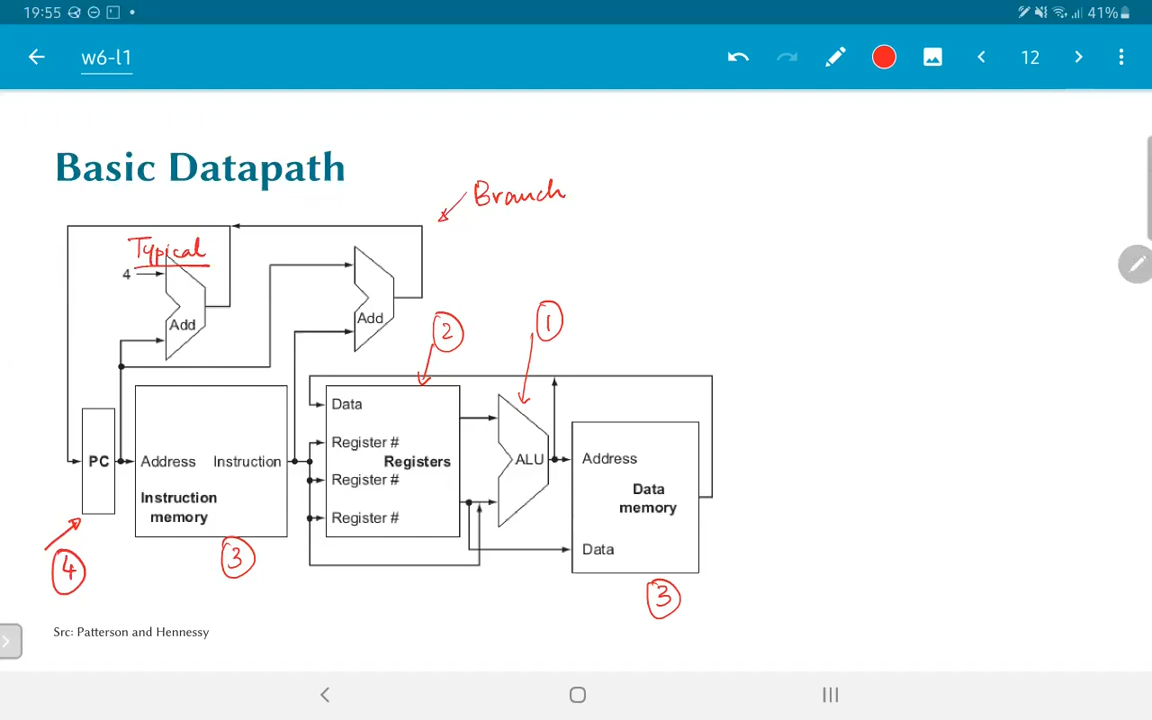 19:55
41%
w6-l1
12
Basic Datapath
Branch
Typical
4
Add
Add
2
1
Data
Register #
PC
Address
Instruction
Registers
ALU
Address
Register #
Instruction
memory
Data
memory
Register #
Data
4
3
3
Src: Patterson and Hennessy